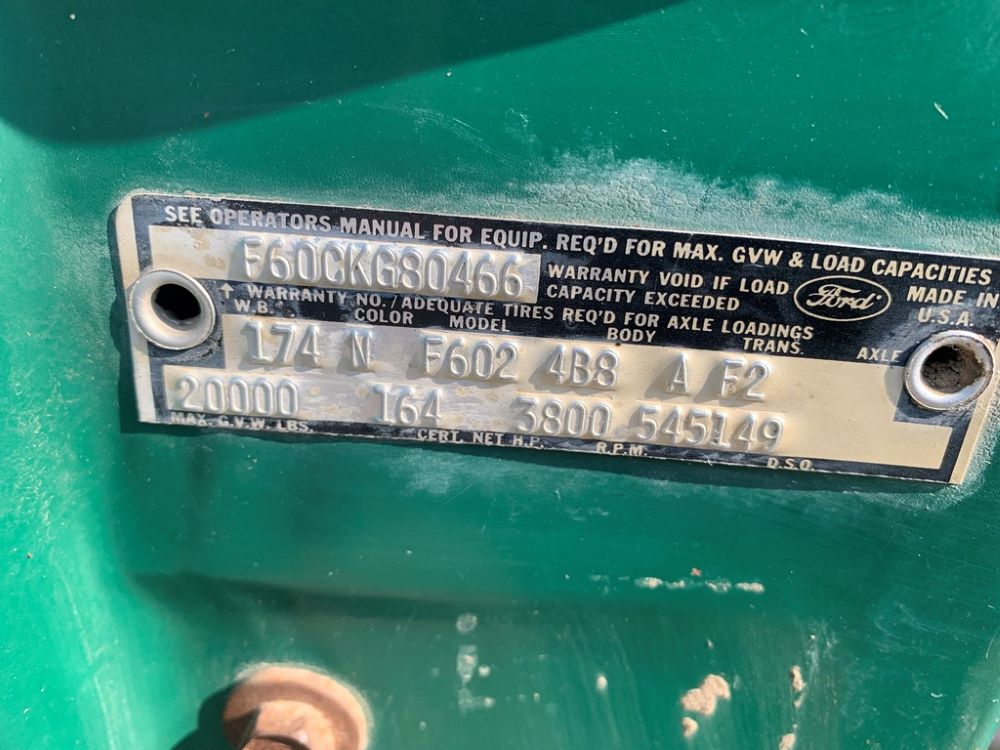 SEE OPERATORS MANUAL FOR EQUIP. REQ'D FOR MAX. GVW & LOAD CAPACITIES
F60CKG80466
WARRANTY VOID IF LOAD
CAPACITY EXCEEDED
Ford
MADE IN
U.S.A.
↑ WARRANTY NO./ADEQUATE TIRES REQ'D FOR AXLE LOADINGS
W.B. COLOR MODEL BODY TRANS. AXLE
174 N F602 4B8 A F2
20000 164 3800 545149
MAX. G.V.W. LBS. CERT. NET H.P. R.P.M. D.S.O.